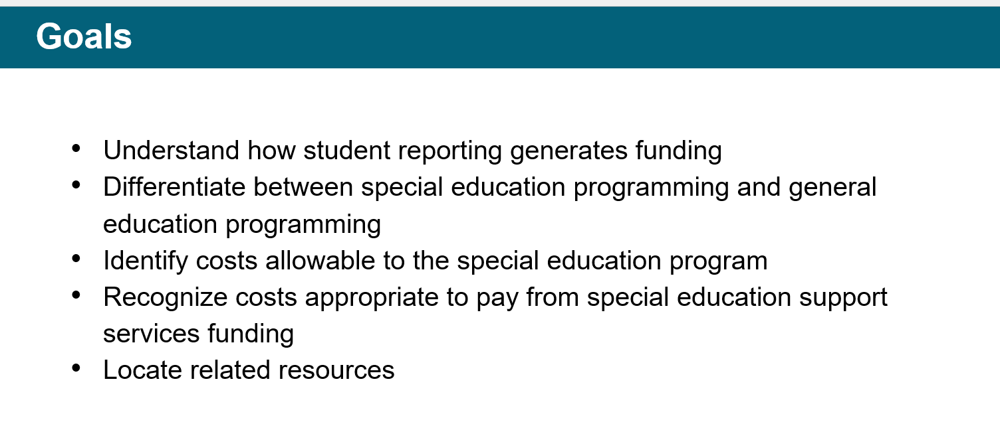 Goals
• Understand how student reporting generates funding
• Differentiate between special education programming and general
education programming
• Identify costs allowable to the special education program
• Recognize costs appropriate to pay from special education support
services funding
• Locate related resources